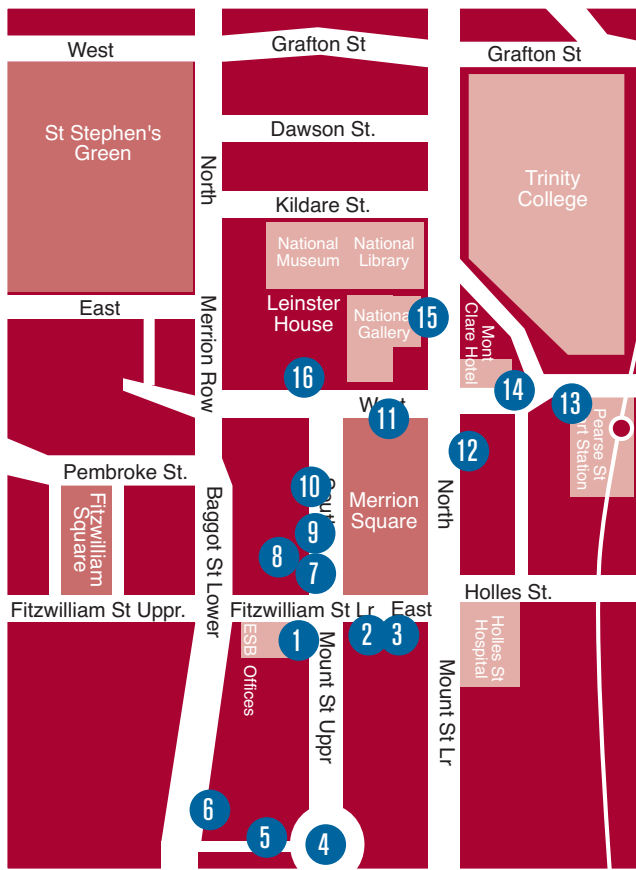 West
Grafton St
Grafton St
St Stephen's
Green
North
Dawson St.
Trinity
College
Kildare St.
National
Museum
National
Library
East
Merrion Row
Leinster
House
National
Gallery
15
Mont
Clare Hotel
16
14
13
West
11
Pearse St
12
Pembroke St.
10
South
Merrion
Square
North
Fitzwilliam
Square
Baggot St Lower
9
8
7
Holles St.
Fitzwilliam St Uppr.
Fitzwilliam St Lr
East
1
2
3
ESB
Offices
Mount St Uppr
Mount St Lr
Holles St
Hospital
6
5
4